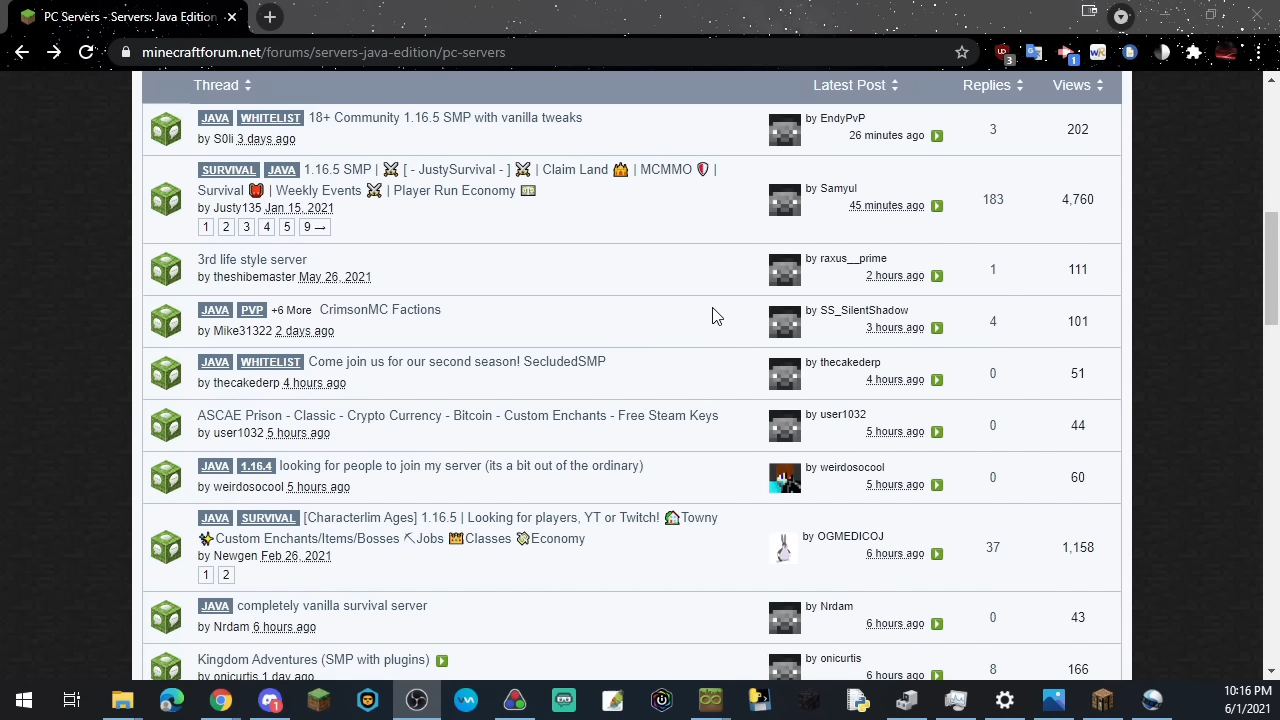 PC Servers - Servers: Java Edition
minecraftforum.net/forums/servers-java-edition/pc-servers
3
1
Thread
Latest Post
Replies
Views
JAVA WHITELIST 18+ Community 1.16.5 SMP with vanilla tweaks
by S0li 3 days ago
by EndyPvP
26 minutes ago
3
202
SURVIVAL JAVA 1.16.5 SMP | ⚔ [ - JustySurvival - ] ⚔ | Claim Land | MCMMO |
Survival | Weekly Events ⚔ | Player Run Economy
by Justy135 Jan 15, 2021
1 2 3 4 5 9 →
by Samyul
45 minutes ago
183
4,760
3rd life style server
by theshibemaster May 29, 2021
by raxus__prime
2 hours ago
1
111
JAVA PVP +6 More CrimsonMC Factions
by Mike31322 2 days ago
by SS_SilentShadow
3 hours ago
4
101
JAVA WHITELIST Come join us for our second season! SecludedSMP
by thecakederp 4 hours ago
by thecakederp
4 hours ago
0
51
ASCAE Prison - Classic - Crypto Currency - Bitcoin - Custom Enchants - Free Steam Keys
by user1032 5 hours ago
by user1032
5 hours ago
0
44
JAVA 1.16.4 looking for people to join my server (its a bit out of the ordinary)
by weirdosocool 5 hours ago
by weirdosocool
5 hours ago
0
60
JAVA SURVIVAL [Characterlim Ages] 1.16.5 | Looking for players, YT or Twitch! Towny
Custom Enchants/Items/Bosses Jobs Classes Economy
by Newgen Feb 26, 2021
1 2
by OGMEDICOJ
6 hours ago
37
1,158
JAVA completely vanilla survival server
by Nrdam 6 hours ago
by Nrdam
6 hours ago
0
43
Kingdom Adventures (SMP with plugins)
by onicurtis
6 hours ago
8
166
10:16 PM
6/1/2021